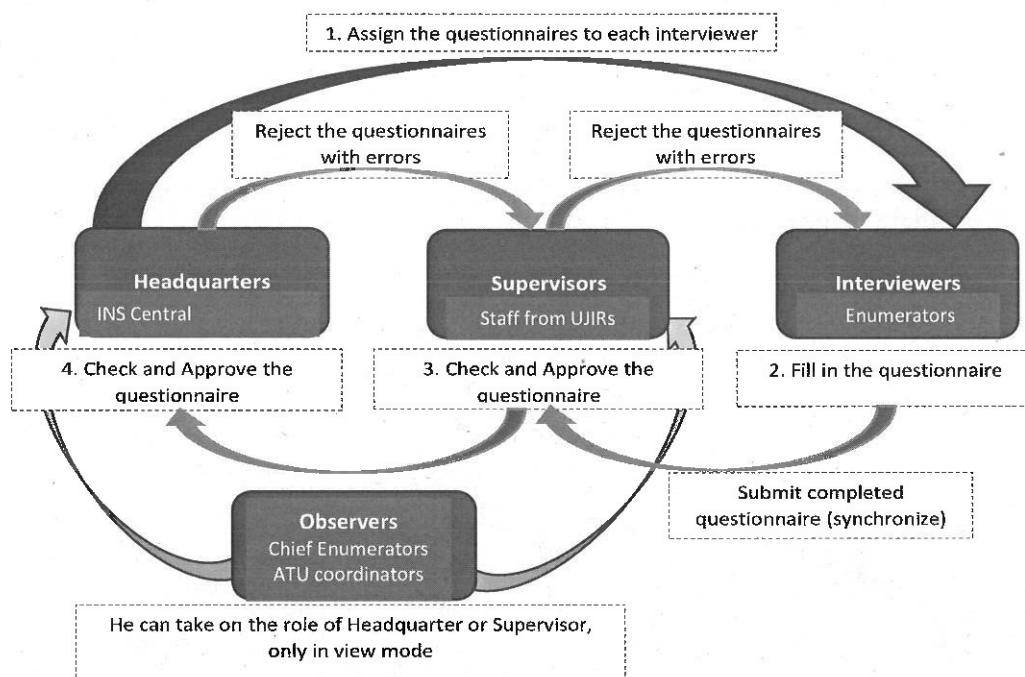 1. Assign the questionnaires to each interviewer
Reject the questionnaires
with errors
Reject the questionnaires
with errors
Headquarters
INS Central
Supervisors
Staff from UJIRs
Interviewers
Enumerators
4. Check and Approve the
questionnaire
3. Check and Approve the
questionnaire
2. Fill in the questionnaire
Submit completed
questionnaire (synchronize)
Observers
Chief Enumerators
ATU coordinators
He can take on the role of Headquarter or Supervisor,
only in view mode